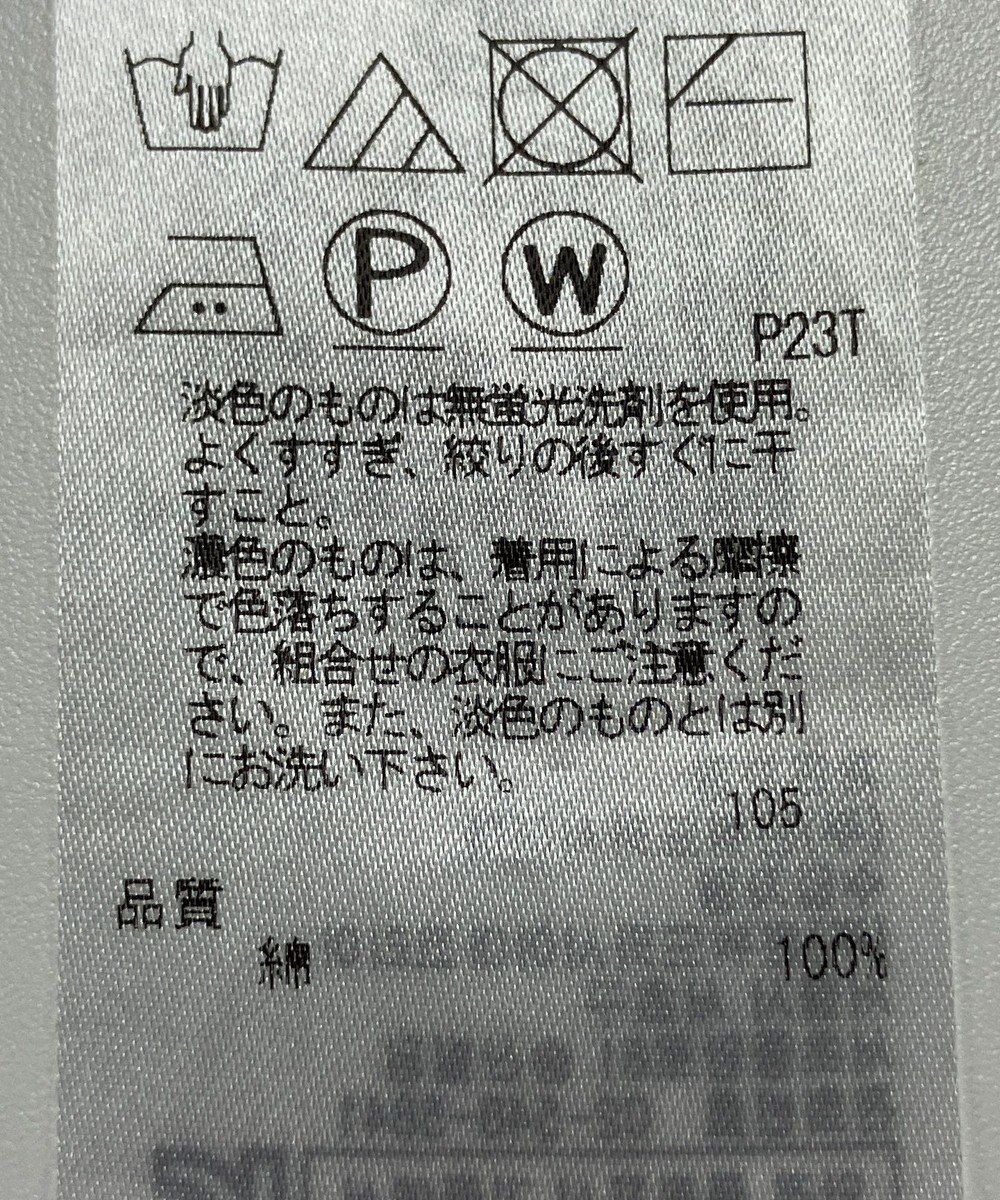 P W
P23T
淡色のものは無蛍光洗剤を使用。
よくすすぎ、絞りの後すぐに干
すこと。
濃色のものは、着用による摩擦
で色落ちすることがありますの
で、組合せの衣服にご注意くだ
さい。また、淡色のものとは別
にお洗い下さい。
105
品質
綿 100%